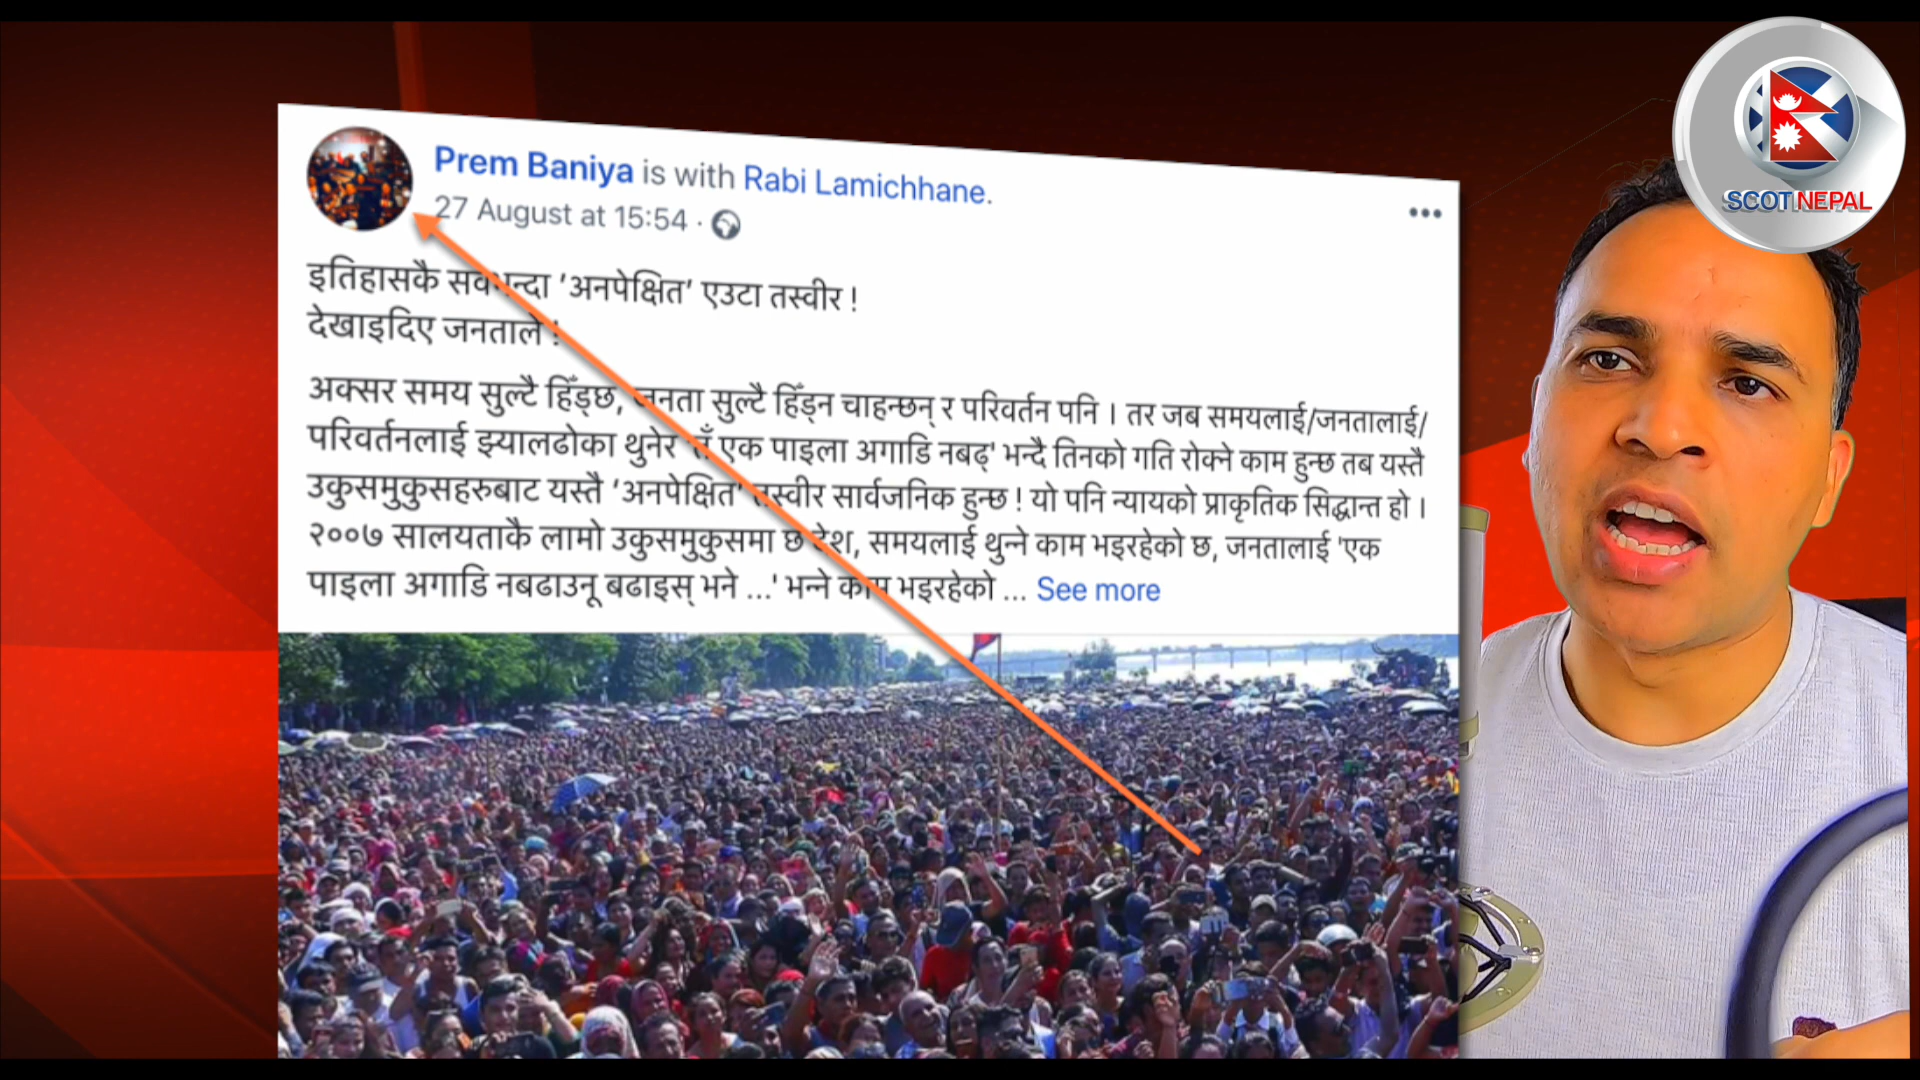 SCOTNEPAL
Prem Baniya is with Rabi Lamichhane.
27 August at 15:54 ·
इतिहासकै सबभन्दा 'अनपेक्षित' एउटा तस्वीर !
देखाइदिए जनताले !
अक्सर समय सुल्टै हिँड्छ, जनता सुल्टै हिँड्न चाहन्छन् र परिवर्तन पनि । तर जब समयलाई/जनतालाई/
परिवर्तनलाई झ्यालढोका थुनेर 'तँ एक पाइला अगाडि नबढ्' भन्दै तिनको गति रोक्ने काम हुन्छ तब यस्तै
उकुसमुकुसहरुबाट यस्तै 'अनपेक्षित' तस्वीर सार्वजनिक हुन्छ ! यो पनि न्यायको प्राकृतिक सिद्धान्त हो ।
२००७ सालयताकै लामो उकुसमुकुसमा छ देश, समयलाई थुन्ने काम भइरहेको छ, जनतालाई 'एक
पाइला अगाडि नबढाउनू बढाइस् भने ...' भन्ने काम भइरहेको ... See more